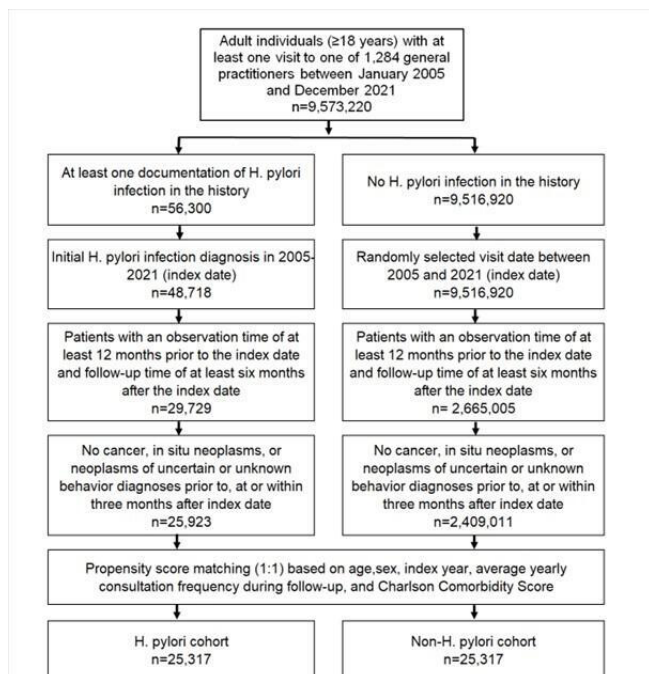 Adult individuals (≥18 years) with at
least one visit to one of 1,284 general
practitioners between January 2005
and December 2021
n=9,573,220
At least one documentation of H. pylori
infection in the history
n=56,300
No H. pylori infection in the history
n=9,516,920
Initial H. pylori infection diagnosis in 2005-
2021 (index date)
n=48,718
Randomly selected visit date between
2005 and 2021 (index date)
n=9,516,920
Patients with an observation time of at
least 12 months prior to the index date
and follow-up time of at least six months
after the index date
n=29,729
Patients with an observation time of at
least 12 months prior to the index date
and follow-up time of at least six months
after the index date
n= 2,665,005
No cancer, in situ neoplasms, or
neoplasms of uncertain or unknown
behavior diagnoses prior to, at or within
three months after index date
n=25,923
No cancer, in situ neoplasms, or
neoplasms of uncertain or unknown
behavior diagnoses prior to, at or within
three months after index date
n=2,409,011
Propensity score matching (1:1) based on age,sex, index year, average yearly
consultation frequency during follow-up, and Charlson Comorbidity Score
H. pylori cohort
n=25,317
Non-H. pylori cohort
n=25,317